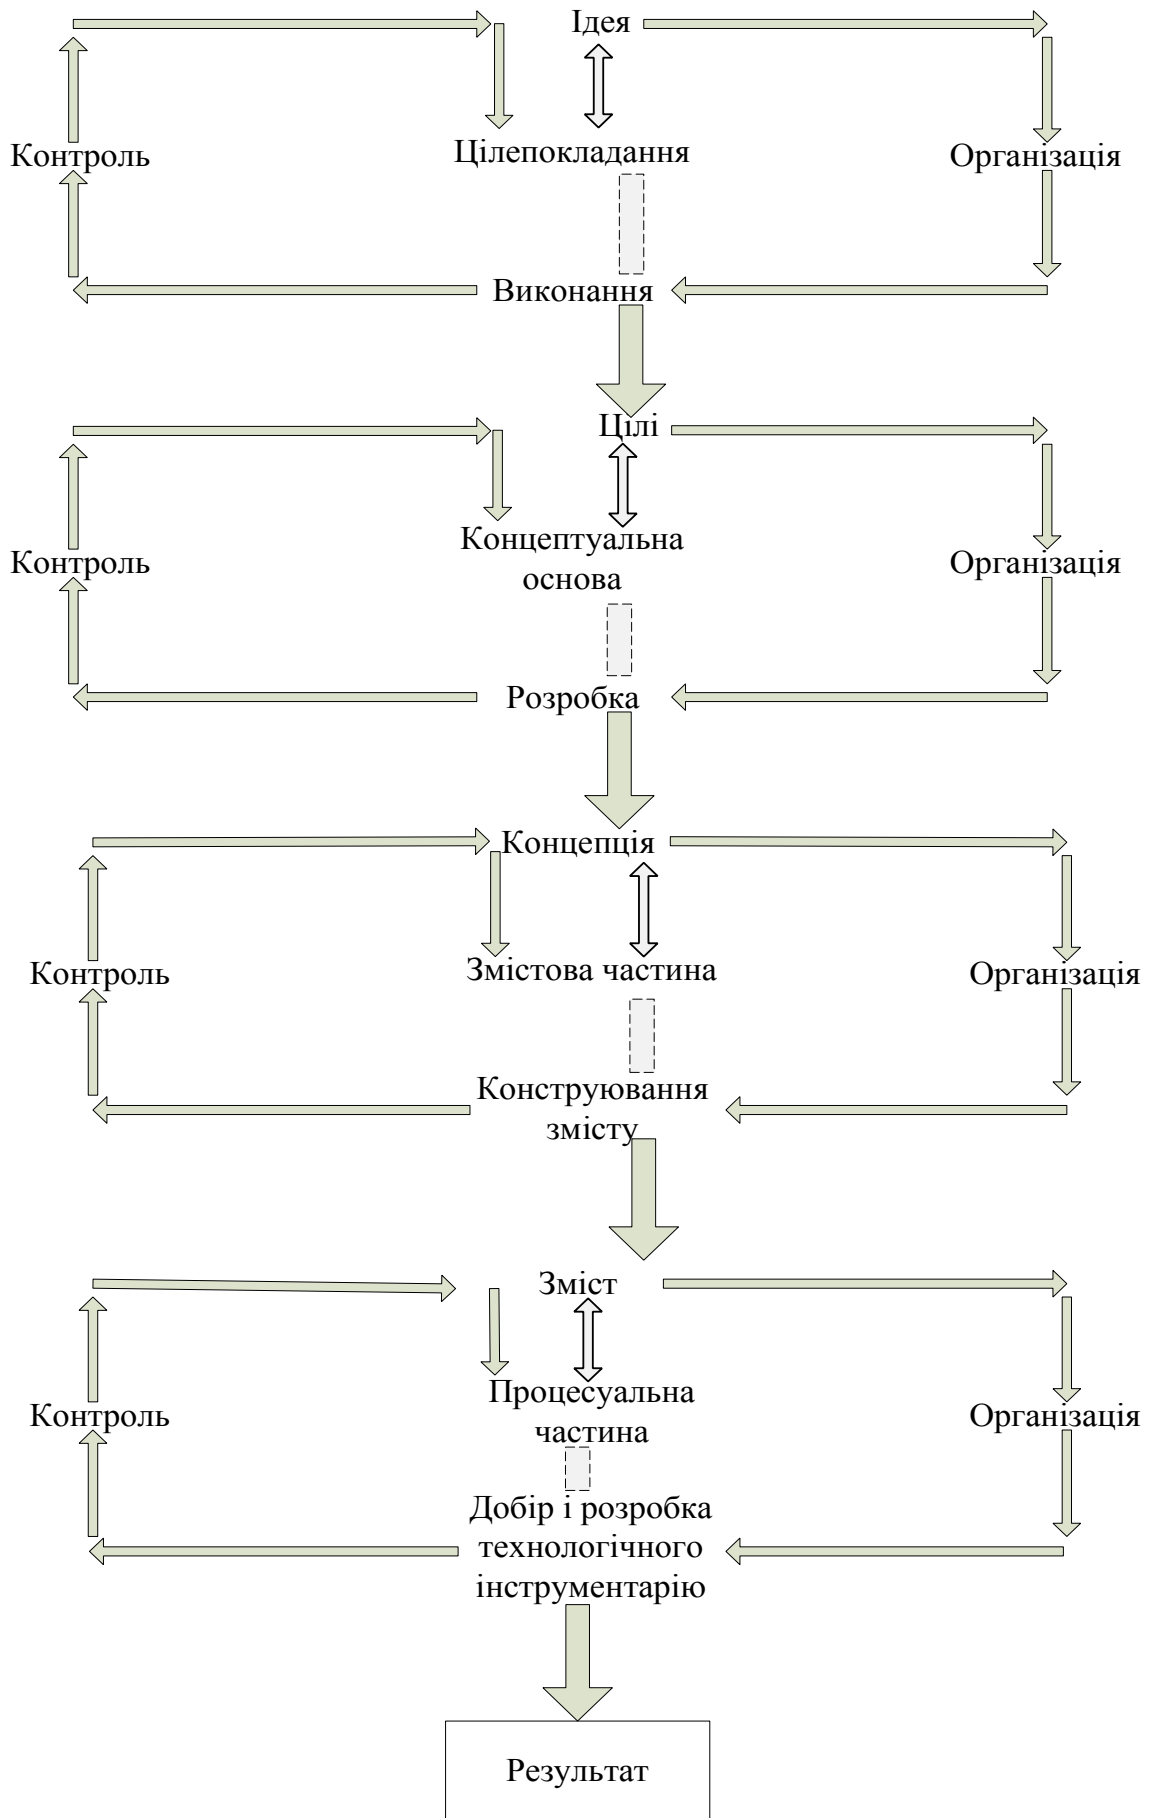 Ідея
Контроль
Цілепокладання
Організація
Виконання
Цілі
Контроль
Концептуальна
основа
Організація
Розробка
Концепція
Контроль
Змістова частина
Організація
Конструювання
змісту
Зміст
Контроль
Процесуальна
частина
Організація
Добір і розробка
технологічного
інструментарію
Результат